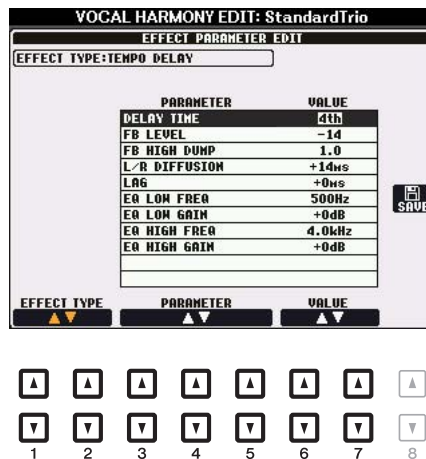 VOCAL HARMONY EDIT: StandardTrio
EFFECT PARAMETER EDIT
EFFECT TYPE:TEMPO DELAY
PARAMETER VALUE
DELAY TIME 4th
FB LEVEL -14
FB HIGH DUMP 1.0
L/R DIFFUSION +14ms
LAG +0ms
EQ LOW FREQ 500Hz
EQ LOW GAIN +0dB
EQ HIGH FREQ 4.0kHz
EQ HIGH GAIN +0dB
SAVE
EFFECT TYPE PARAMETER VALUE
1 2 3 4 5 6 7 8